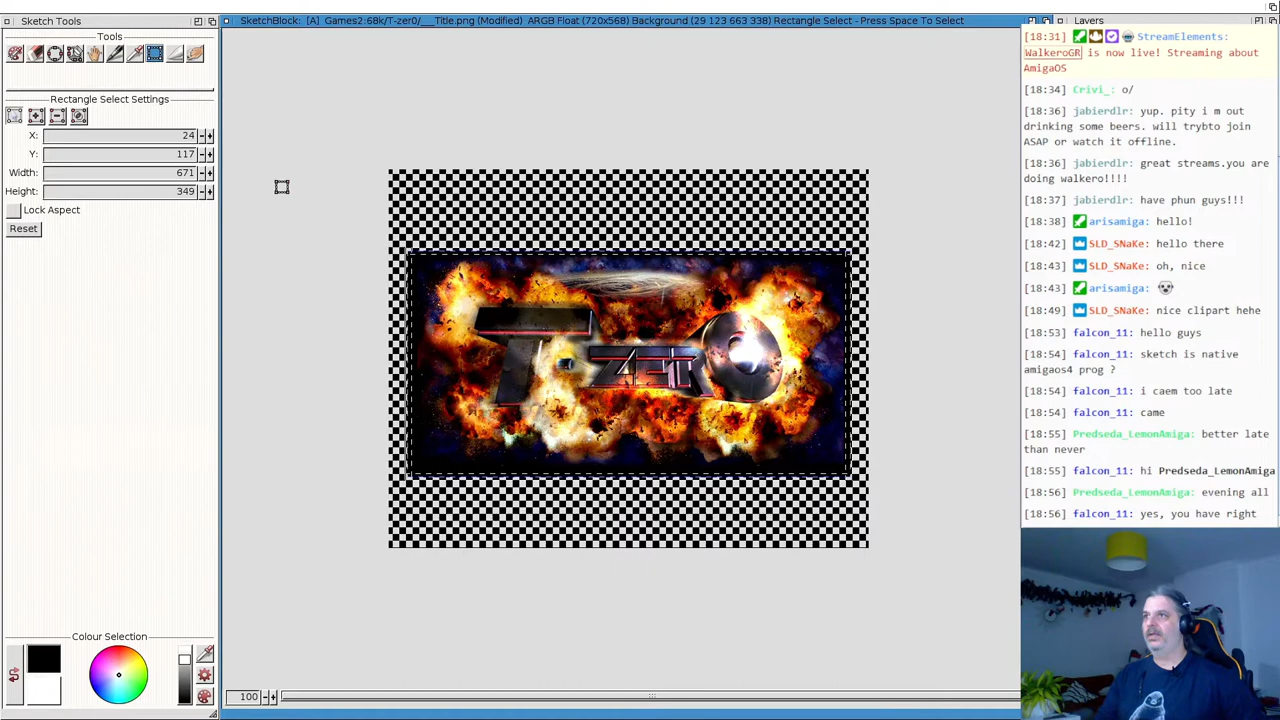 Sketch Tools
SketchBlock: [A] Games2:68k/T-zer0/___Title.png (Modified) ARGB Float (720x568) Background (29 123 663 338) Rectangle Select - Press Space To Select
Layers
Tools
Rectangle Select Settings
X: 24
Y: 117
Width: 671
Height: 349
Lock Aspect
Reset
T-ZERO
Colour Selection
100
[18:31] StreamElements:
WalkeroGR is now live! Streaming about
AmigaOS
[18:34] Crivi_: o/
[18:36] jabierdlr: yup. pity i m out
drinking some beers. will trybto join
ASAP or watch it offline.
[18:36] jabierdlr: great streams.you are
doing walkero!!!!
[18:37] jabierdlr: have phun guys!!!
[18:38] arisamiga: hello!
[18:42] SLD_SNaKe: hello there
[18:43] SLD_SNaKe: oh, nice
[18:43] arisamiga:
[18:49] SLD_SNaKe: nice clipart hehe
[18:53] falcon_11: hello guys
[18:54] falcon_11: sketch is native
amigaos4 prog ?
[18:54] falcon_11: i caem too late
[18:54] falcon_11: came
[18:55] Predseda_LemonAmiga: better late
than never
[18:55] falcon_11: hi Predseda_LemonAmiga
[18:56] Predseda_LemonAmiga: evening all
[18:56] falcon_11: yes, you have right